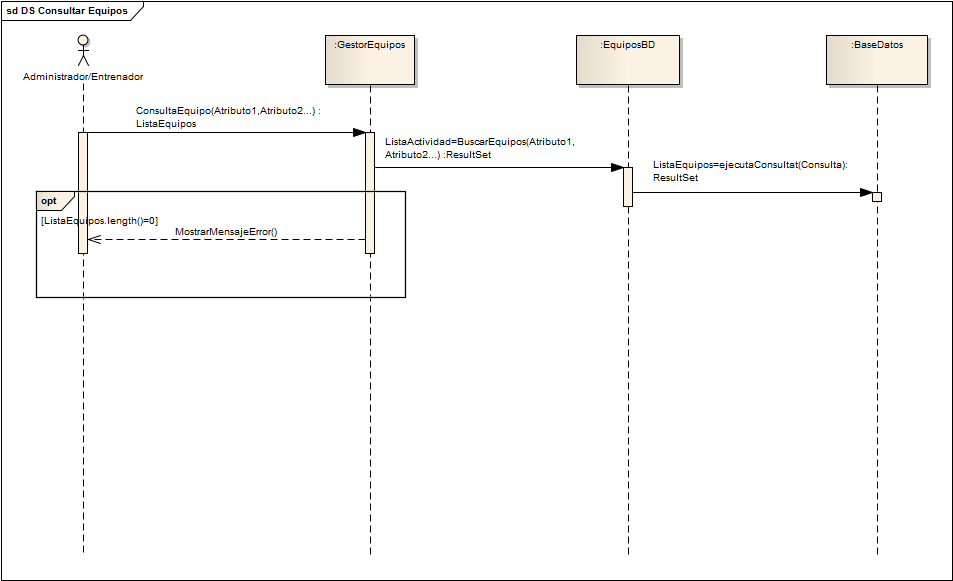 sd DS Consultar Equipos
Administrador/Entrenador
:GestorEquipos
:EquiposBD
:BaseDatos
ConsultaEquipo(Atributo1,Atributo2...) :
ListaEquipos
ListaActividad=BuscarEquipos(Atributo1,
Atributo2...) :ResultSet
ListaEquipos=ejecutaConsultat(Consulta):
ResultSet
opt
[ListaEquipos.length()=0]
MostrarMensajeError()